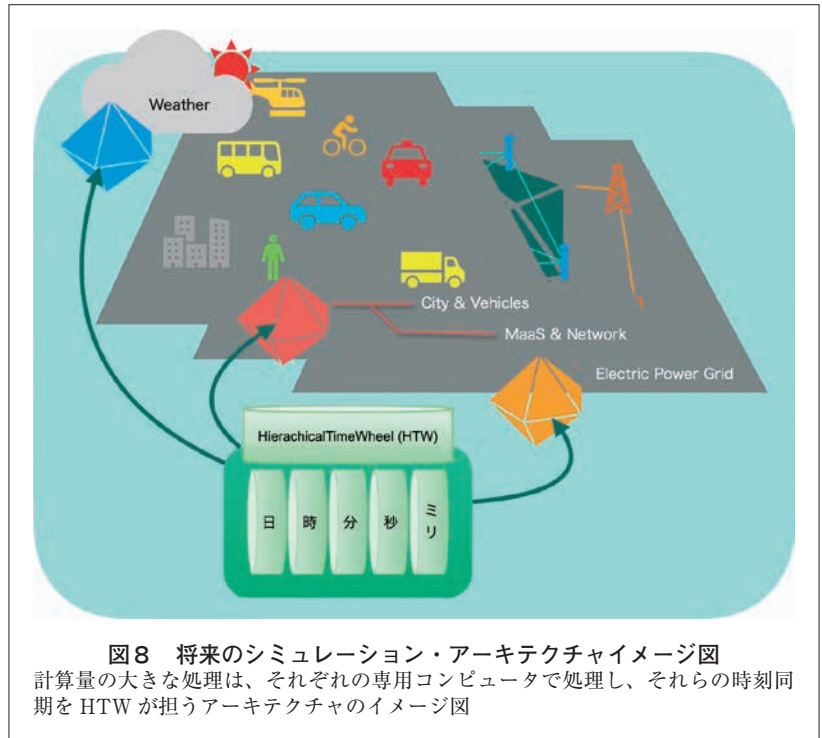 Weather
City & Vehicles
MaaS & Network
Electric Power Grid
HierachicalTimeWheel (HTW)
日
時
分
秒
ミリ
図8 将来のシミュレーション・アーキテクチャイメージ図
計算量の大きな処理は、それぞれの専用コンピュータで処理し、それらの時刻同
期を HTW が担うアーキテクチャのイメージ図